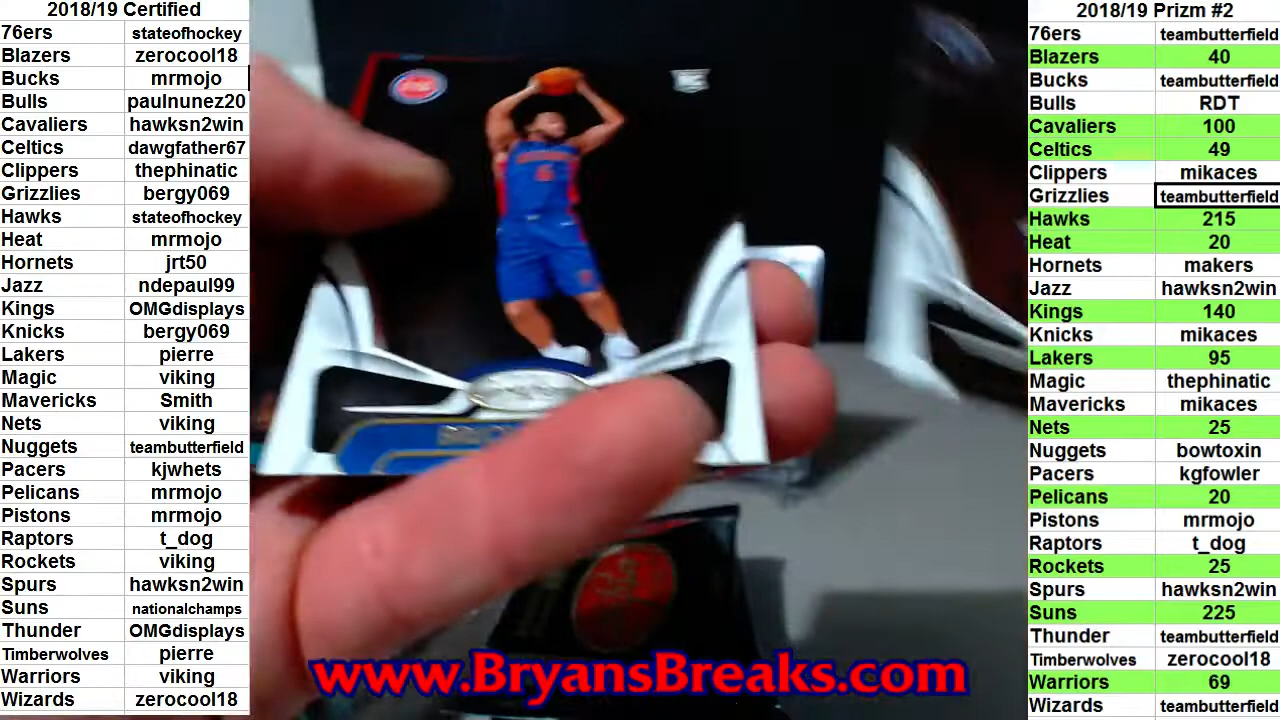 2018/19 Certified
76ers stateofhockey
Blazers zerocool18
Bucks mrmojo
Bulls paulnunez20
Cavaliers hawksn2win
Celtics dawgfather67
Clippers thephinatic
Grizzlies bergy069
Hawks stateofhockey
Heat mrmojo
Hornets jrt50
Jazz ndepaul99
Kings OMGdisplays
Knicks bergy069
Lakers pierre
Magic viking
Mavericks Smith
Nets viking
Nuggets teambutterfield
Pacers kjwhets
Pelicans mrmojo
Pistons mrmojo
Raptors t_dog
Rockets viking
Spurs hawksn2win
Suns nationalchamps
Thunder OMGdisplays
Timberwolves pierre
Warriors viking
Wizards zerocool18
www.BryansBreaks.com
2018/19 Prizm #2
76ers teambutterfield
Blazers 40
Bucks teambutterfield
Bulls RDT
Cavaliers 100
Celtics 49
Clippers mikaces
Grizzlies teambutterfield
Hawks 215
Heat 20
Hornets makers
Jazz hawksn2win
Kings 140
Knicks mikaces
Lakers 95
Magic thephinatic
Mavericks mikaces
Nets 25
Nuggets bowtoxin
Pacers kgfowler
Pelicans 20
Pistons mrmojo
Raptors t_dog
Rockets 25
Spurs hawksn2win
Suns 225
Thunder teambutterfield
Timberwolves zerocool18
Warriors 69
Wizards teambutterfield